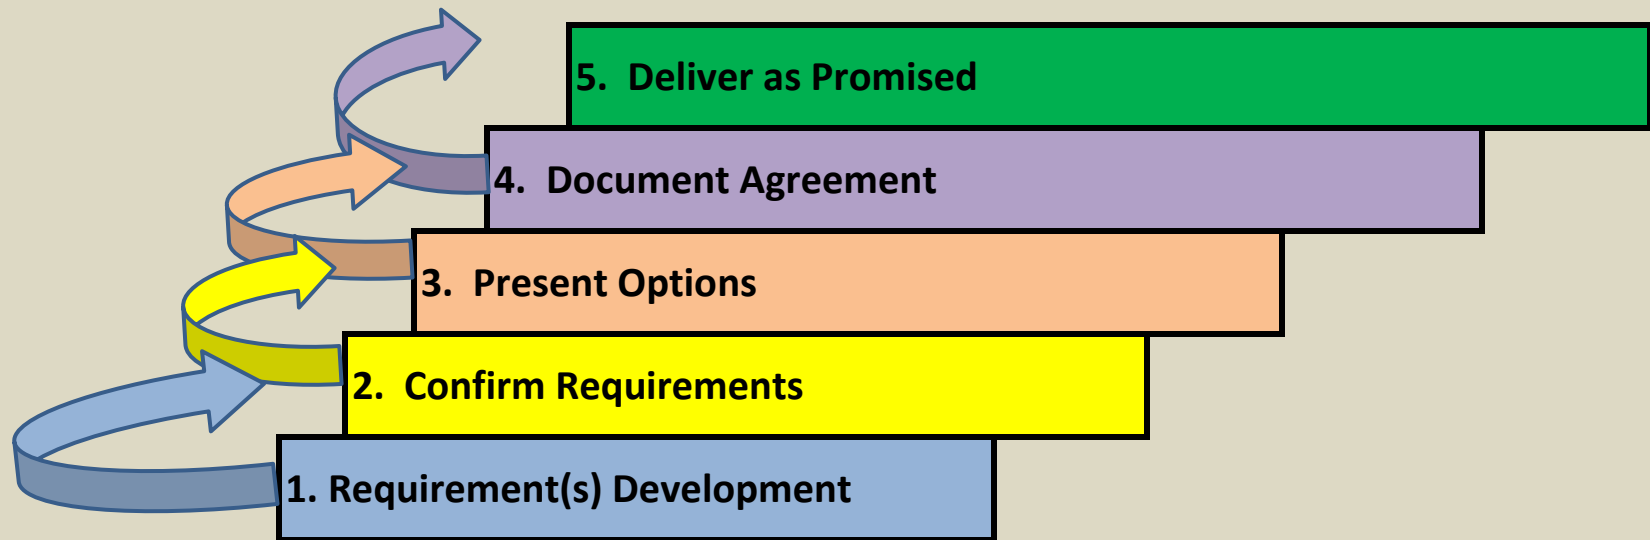 5. Deliver as Promised
4. Document Agreement
3. Present Options
2. Confirm Requirements
1. Requirement(s) Development